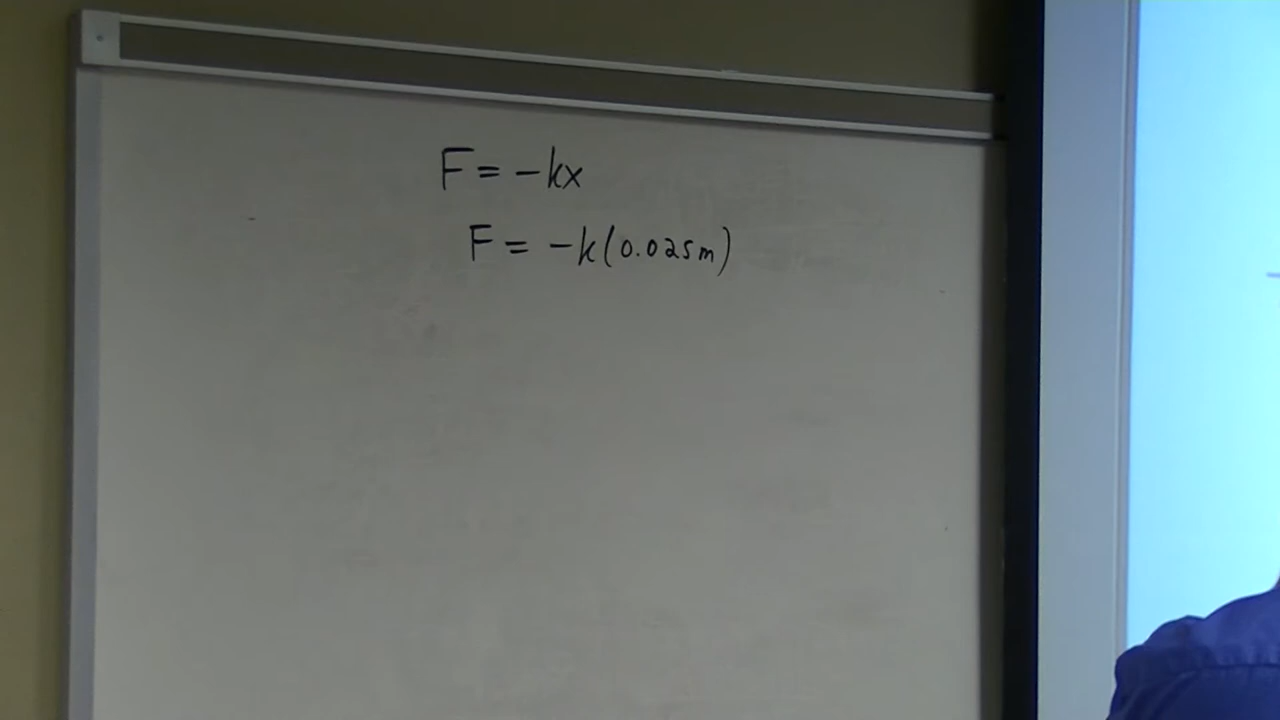 F = -kx
F = -k(0.025m)